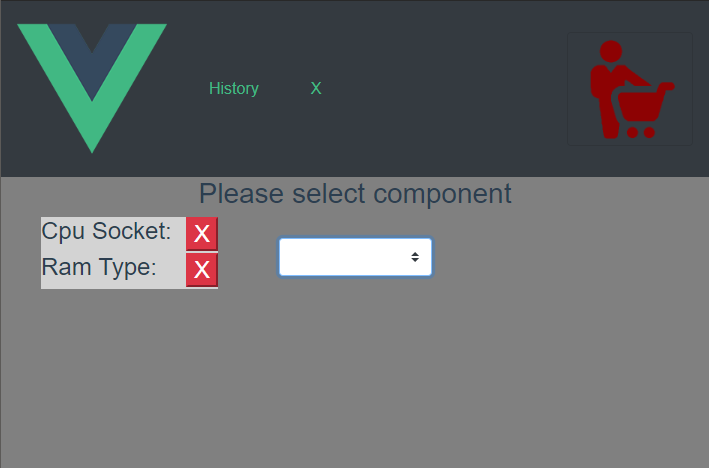 History X
Please select component
Cpu Socket: X
Ram Type: X